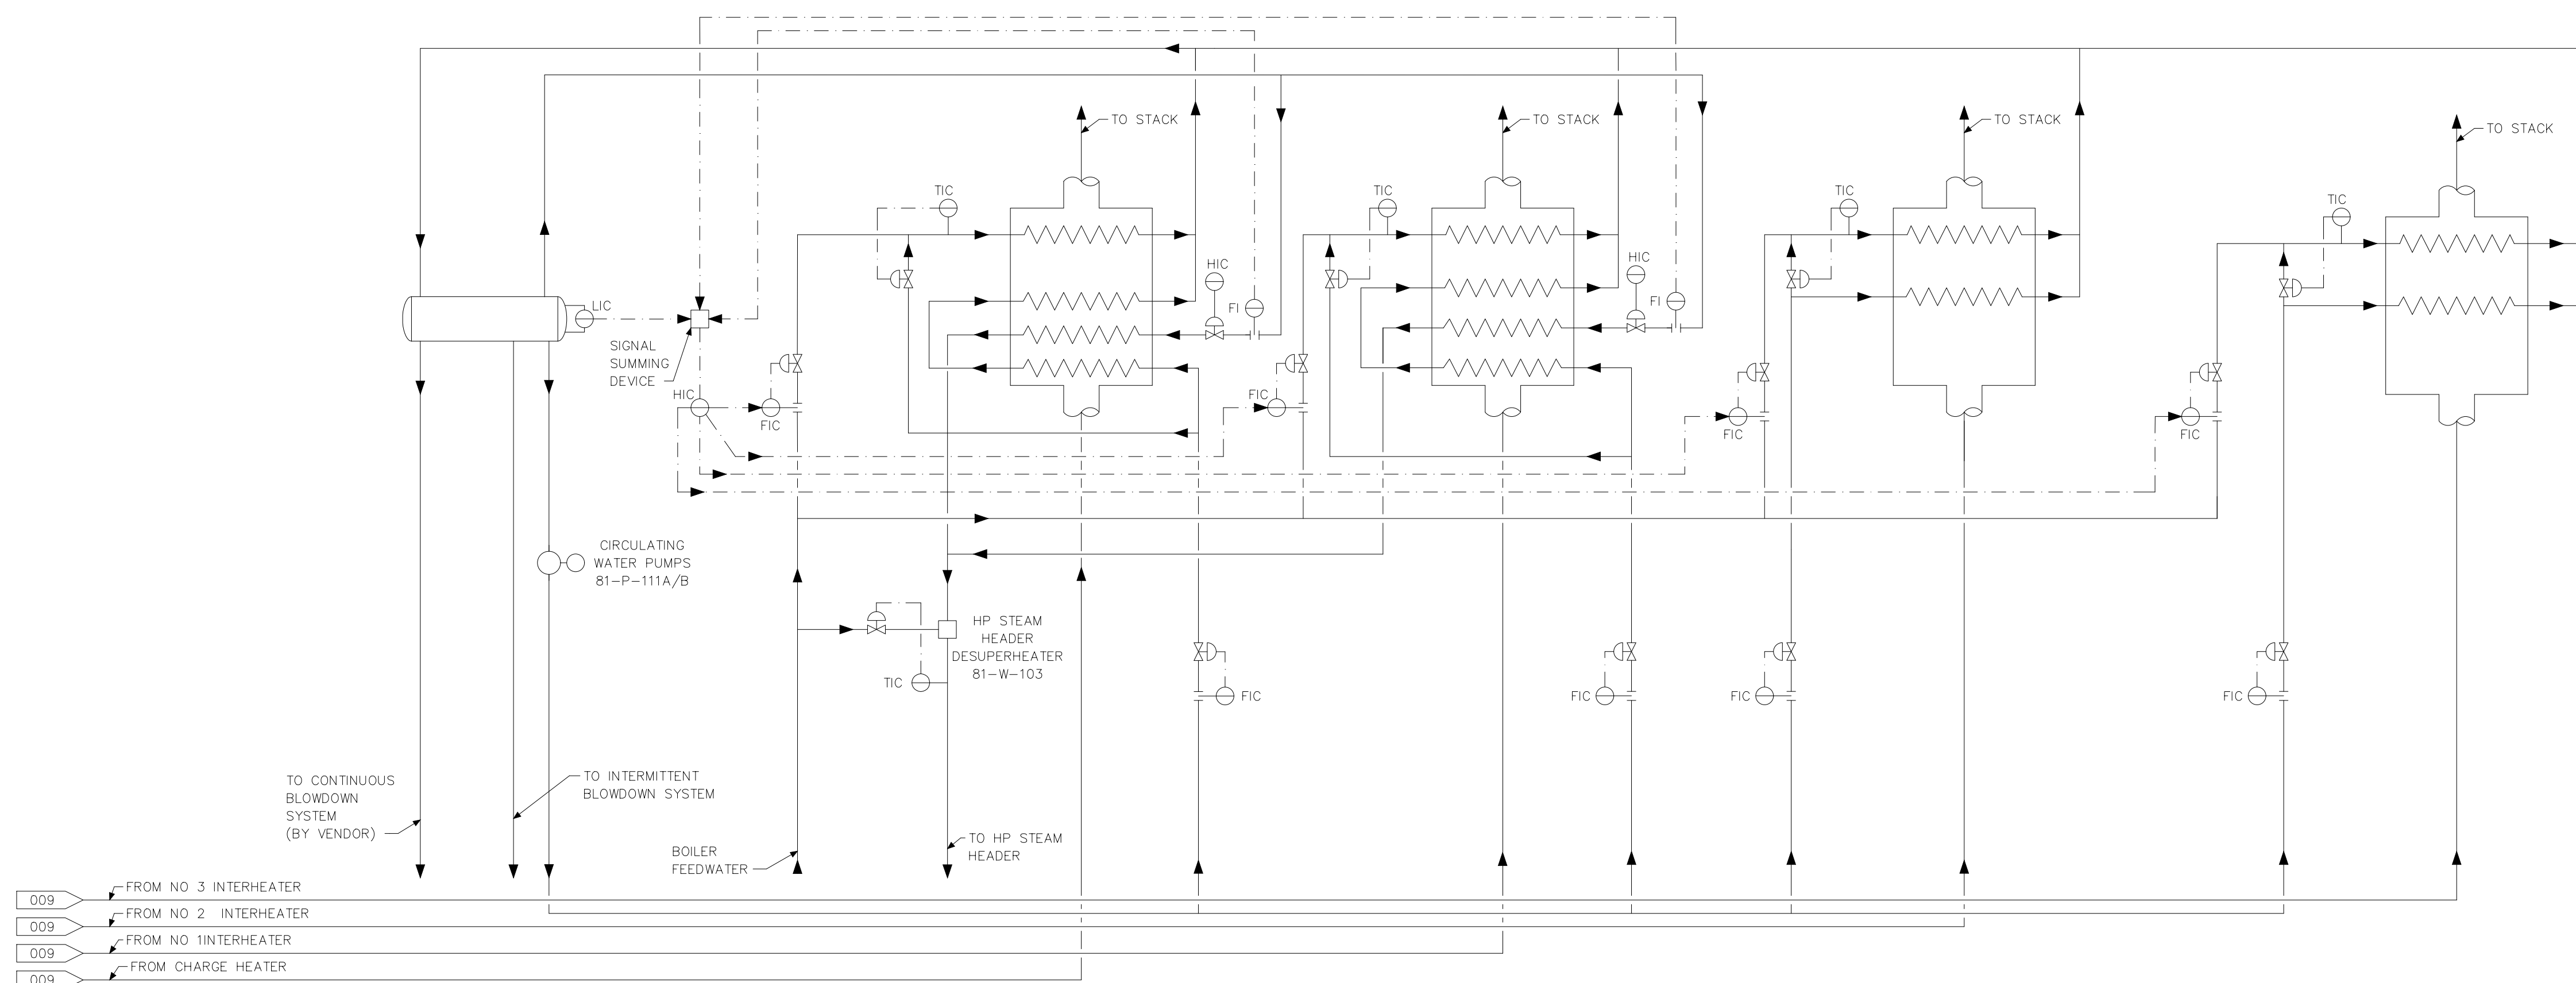 TO STACK
TO STACK
TO STACK
TO STACK
TIC
TIC
TIC
TIC
HIC
HIC
FI
FI
LIC
SIGNAL
SUMMING
DEVICE
HIC
FIC
FIC
FIC
FIC
CIRCULATING
WATER PUMPS
81-P-111A/B
HP STEAM
HEADER
DESUPERHEATER
81-W-103
TIC
FIC
FIC
FIC
FIC
TO CONTINUOUS
BLOWDOWN
SYSTEM
(BY VENDOR)
TO INTERMITTENT
BLOWDOWN SYSTEM
BOILER
FEEDWATER
TO HP STEAM
HEADER
009
FROM NO 3 INTERHEATER
009
FROM NO 2 INTERHEATER
009
FROM NO 1INTERHEATER
009
FROM CHARGE HEATER